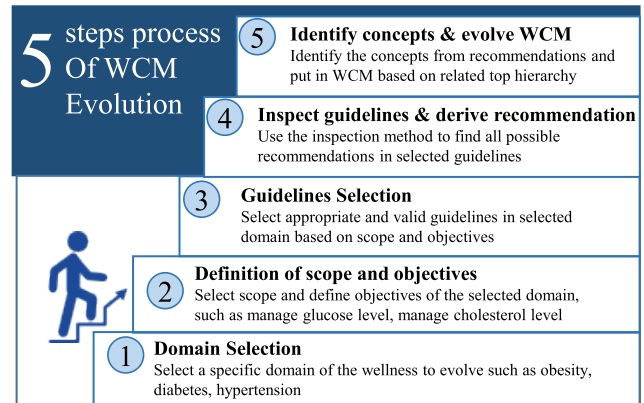 5 steps process
Of WCM
Evolution
5 Identify concepts & evolve WCM
Identify the concepts from recommendations and
put in WCM based on related top hierarchy
4 Inspect guidelines & derive recommendation
Use the inspection method to find all possible
recommendations in selected guidelines
3 Guidelines Selection
Select appropriate and valid guidelines in selected
domain based on scope and objectives
2 Definition of scope and objectives
Select scope and define objectives of the selected domain,
such as manage glucose level, manage cholesterol level
1 Domain Selection
Select a specific domain of the wellness to evolve such as obesity,
diabetes, hypertension